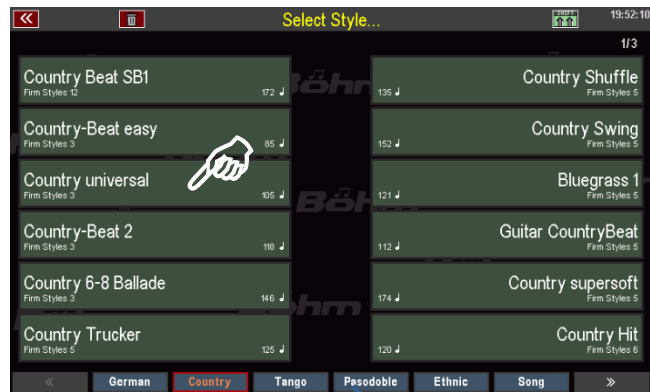 «
Select Style...
SHIFT
19:52:10
1/3
Country Beat SB1
Firm Styles 12
172
Country-Beat easy
Firm Styles 3
85
Country universal
Firm Styles 3
105
Country-Beat 2
Firm Styles 3
118
Country 6-8 Ballade
Firm Styles 3
146
Country Trucker
Firm Styles 5
125
Country Shuffle
135
Firm Styles 5
Country Swing
152
Firm Styles 5
Bluegrass 1
121
Firm Styles 5
Guitar CountryBeat
112
Firm Styles 5
Country supersoft
174
Firm Styles 5
Country Hit
120
Firm Styles 6
Böhm
« German Country Tango Pasodoble Ethnic Song »